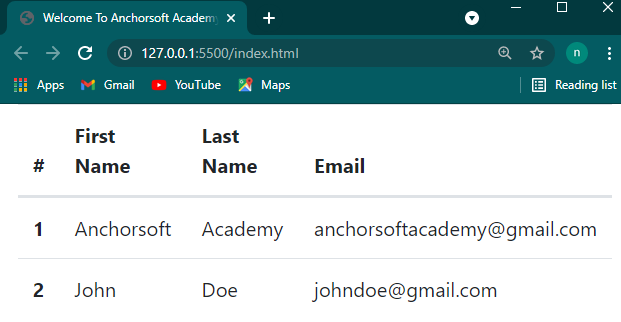 Welcome To Anchorsoft Academy
127.0.0.1:5500/index.html
n
Apps Gmail YouTube Maps Reading list
# First Name Last Name Email
1 Anchorsoft Academy anchorsoftacademy@gmail.com
2 John Doe johndoe@gmail.com